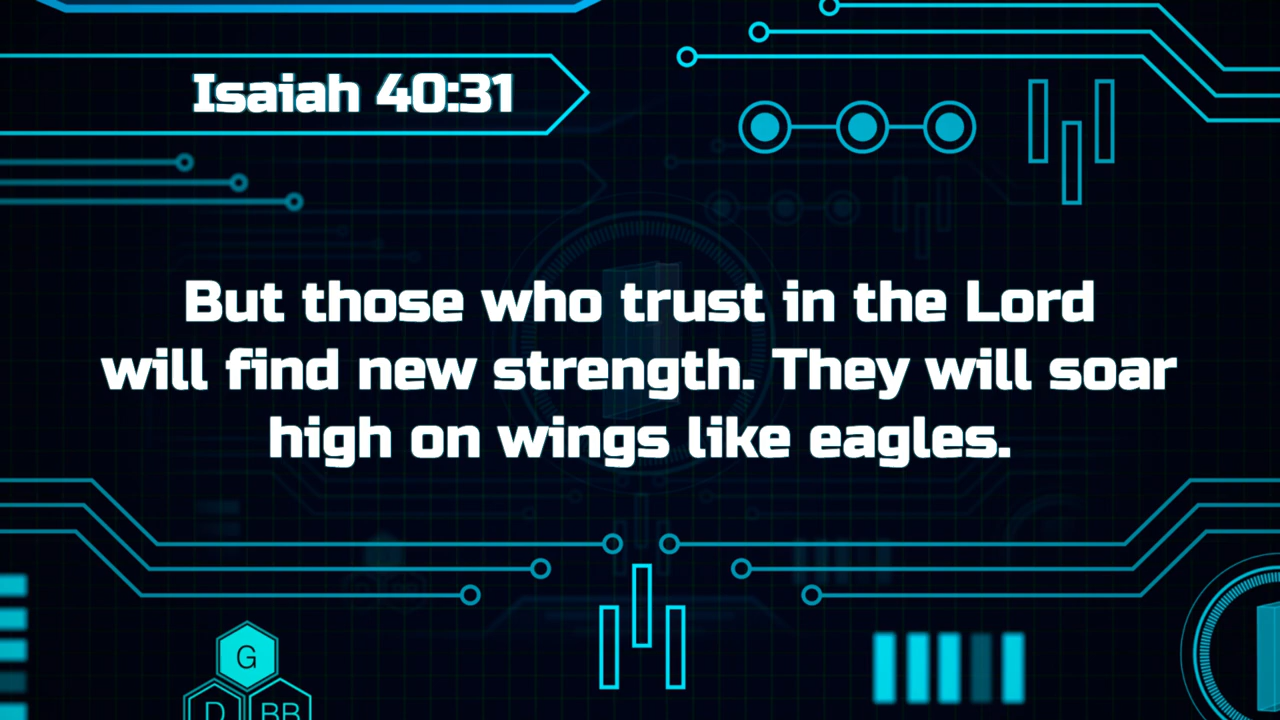 Isaiah 40:31
But those who trust in the Lord
will find new strength. They will soar
high on wings like eagles.
G
D BB